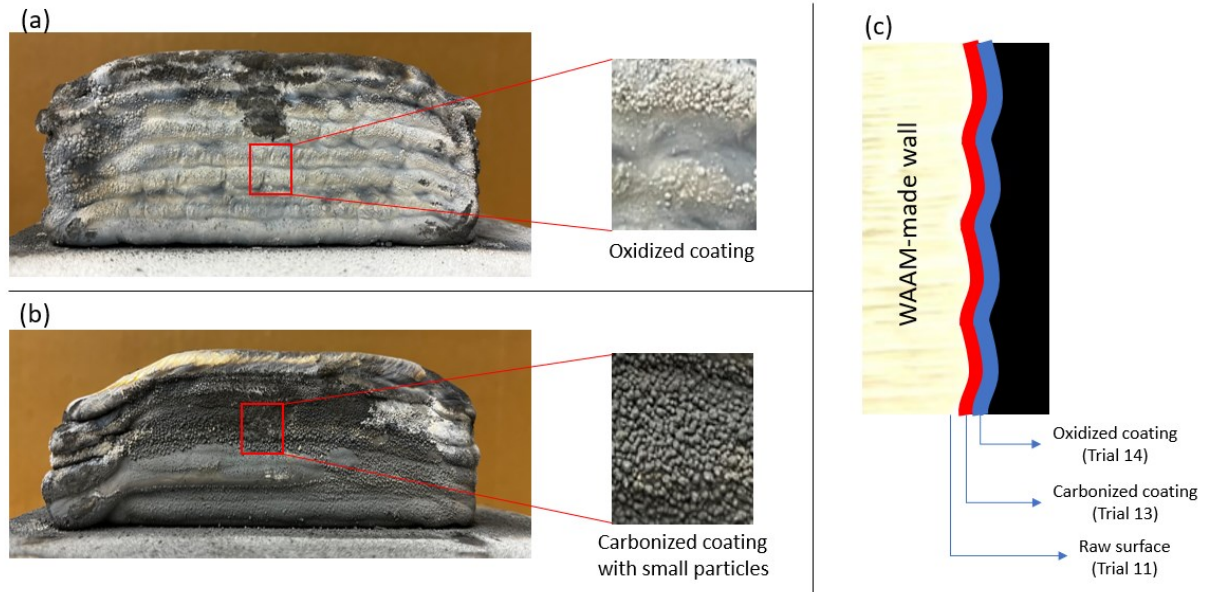 (a)
Oxidized coating
(b)
Carbonized coating
with small particles
(c)
WAAM-made wall
Oxidized coating
(Trial 14)
Carbonized coating
(Trial 13)
Raw surface
(Trial 11)